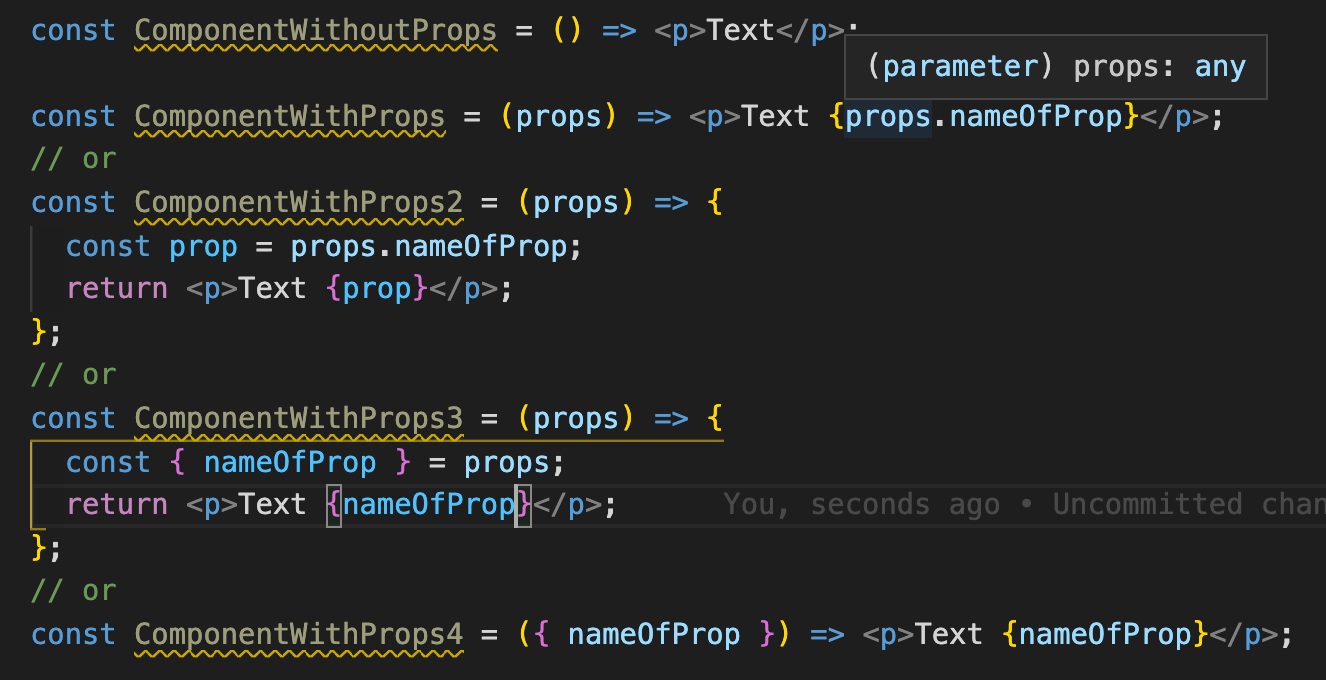 const ComponentWithoutProps = () => <p>Text</p>;
(parameter) props: any
const ComponentWithProps = (props) => <p>Text {props.nameOfProp}</p>;
// or
const ComponentWithProps2 = (props) => {
  const prop = props.nameOfProp;
  return <p>Text {prop}</p>;
};
// or
const ComponentWithProps3 = (props) => {
  const { nameOfProp } = props;
  return <p>Text {nameOfProp}</p>; You, seconds ago • Uncommitted chan
};
// or
const ComponentWithProps4 = ({ nameOfProp }) => <p>Text {nameOfProp}</p>;